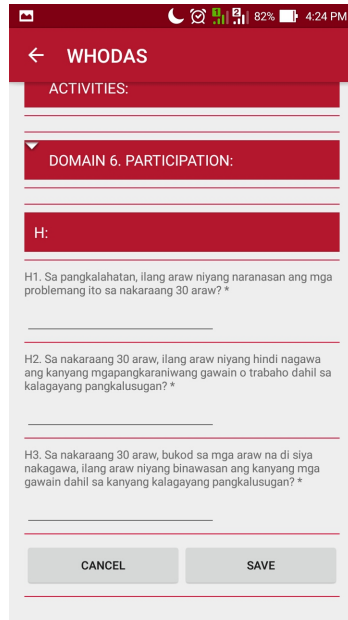 82% 4:24 PM
WHODAS
ACTIVITIES:
DOMAIN 6. PARTICIPATION:
H:
H1. Sa pangkalahatan, ilang araw niyang naranasan ang mga
problemang ito sa nakaraang 30 araw? *
H2. Sa nakaraang 30 araw, ilang araw niyang hindi nagawa
ang kanyang mgapangkaraniwang gawain o trabaho dahil sa
kalagayang pangkalusugan? *
H3. Sa nakaraang 30 araw, bukod sa mga araw na di siya
nakagawa, ilang araw niyang binawasan ang kanyang mga
gawain dahil sa kanyang kalagayang pangkalusugan? *
CANCEL SAVE